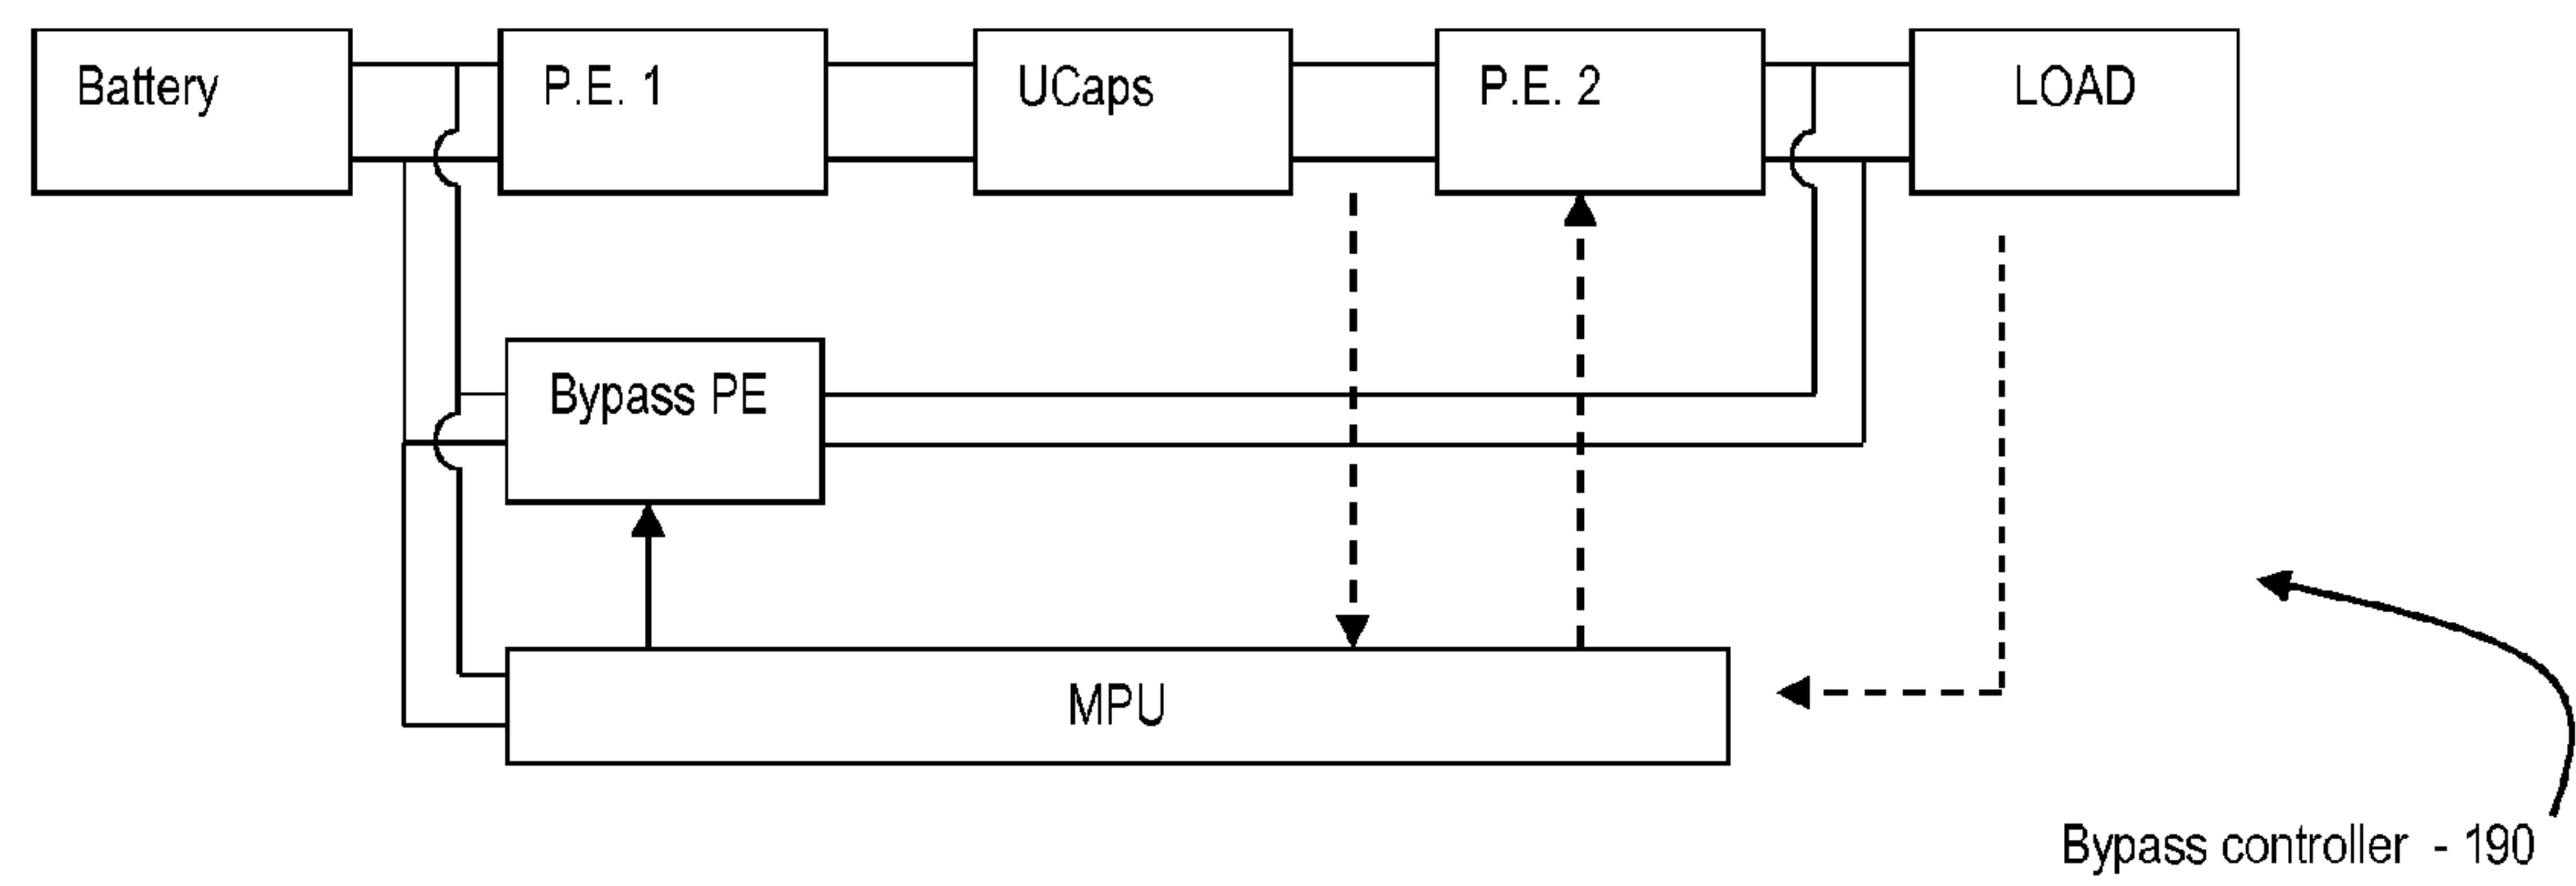 Battery
P.E. 1
UCaps
P.E. 2
LOAD
Bypass PE
MPU
Bypass controller - 190